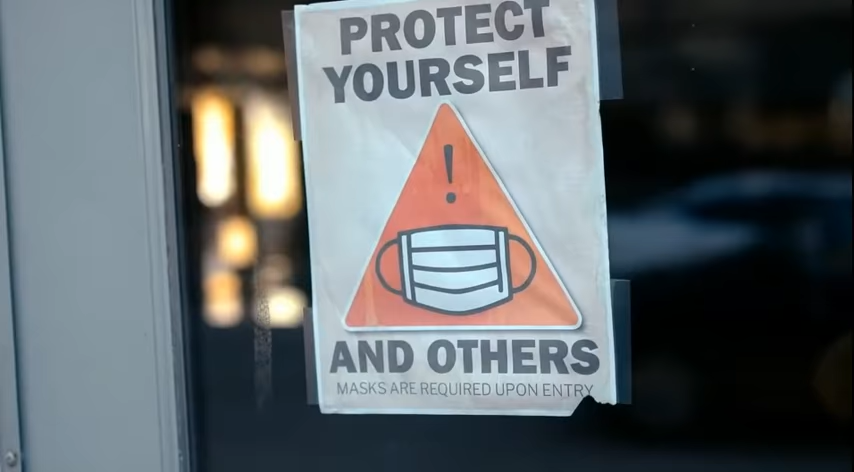 PROTECT
YOURSELF
!
AND OTHERS
MASKS ARE REQUIRED UPON ENTRY